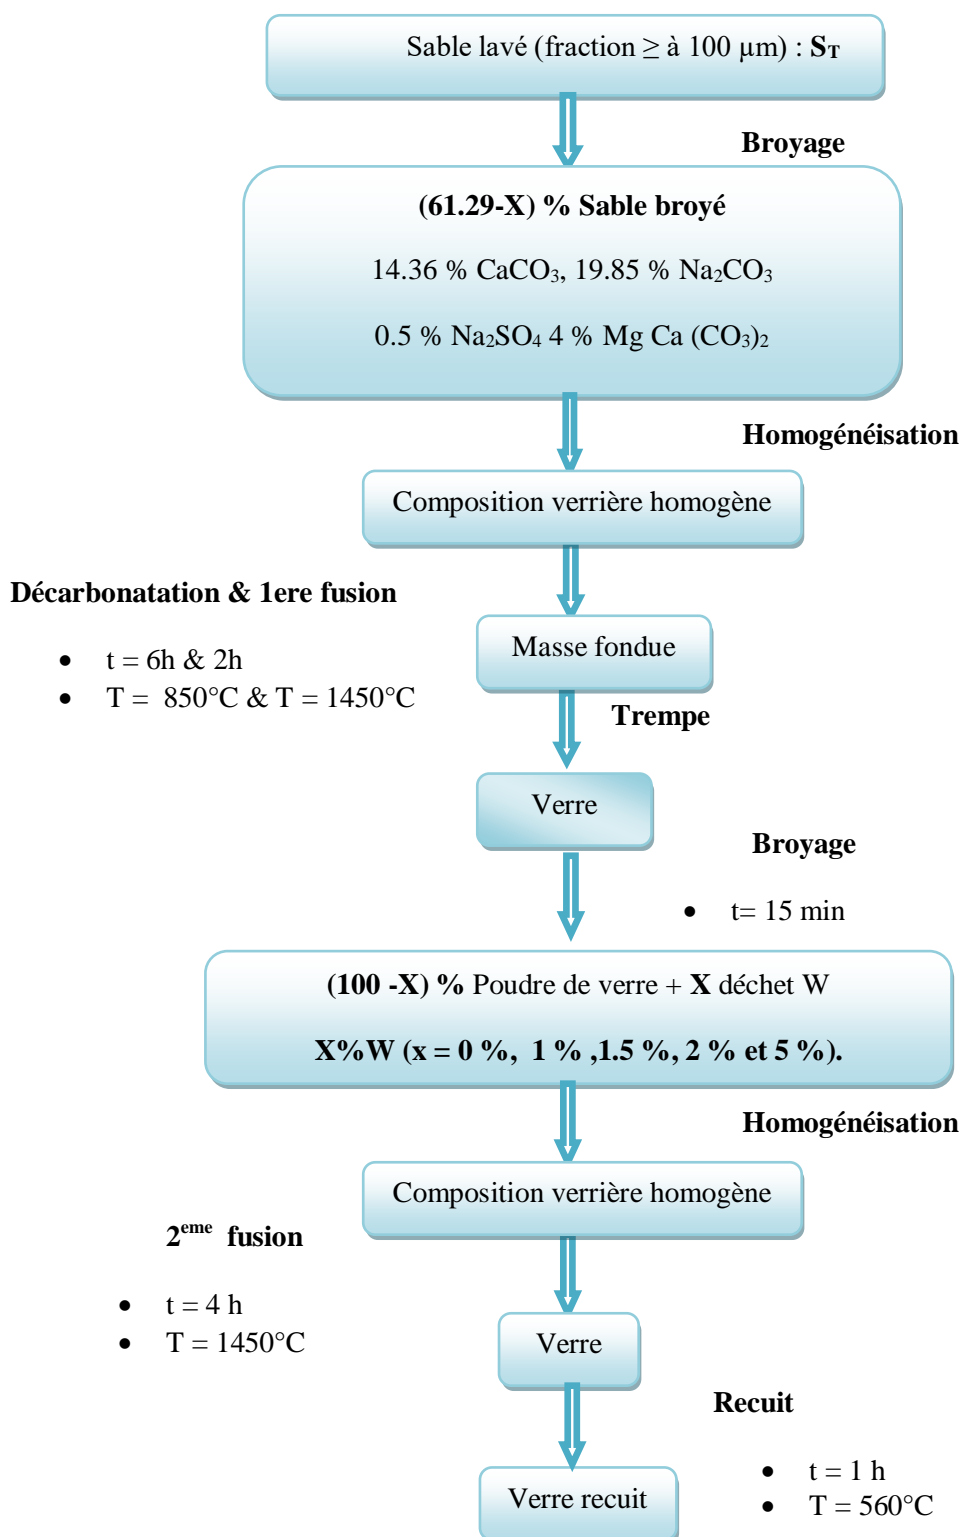 Sable lavé (fraction ≥ à 100 µm) : S_T
Broyage
(61.29-X) % Sable broyé
14.36 % CaCO₃, 19.85 % Na₂CO₃
0.5 % Na₂SO₄ 4 % Mg Ca (CO₃)₂
Homogénéisation
Composition verrière homogène
Décarbonatation & 1ere fusion
• t = 6h & 2h
• T = 850°C & T = 1450°C
Masse fondue
Trempe
Verre
Broyage
• t= 15 min
(100 -X) % Poudre de verre + X déchet W
X%W (x = 0 %, 1 % ,1.5 %, 2 % et 5 %).
Homogénéisation
Composition verrière homogène
2eme fusion
• t = 4 h
• T = 1450°C
Verre
Recuit
• t = 1 h
• T = 560°C
Verre recuit